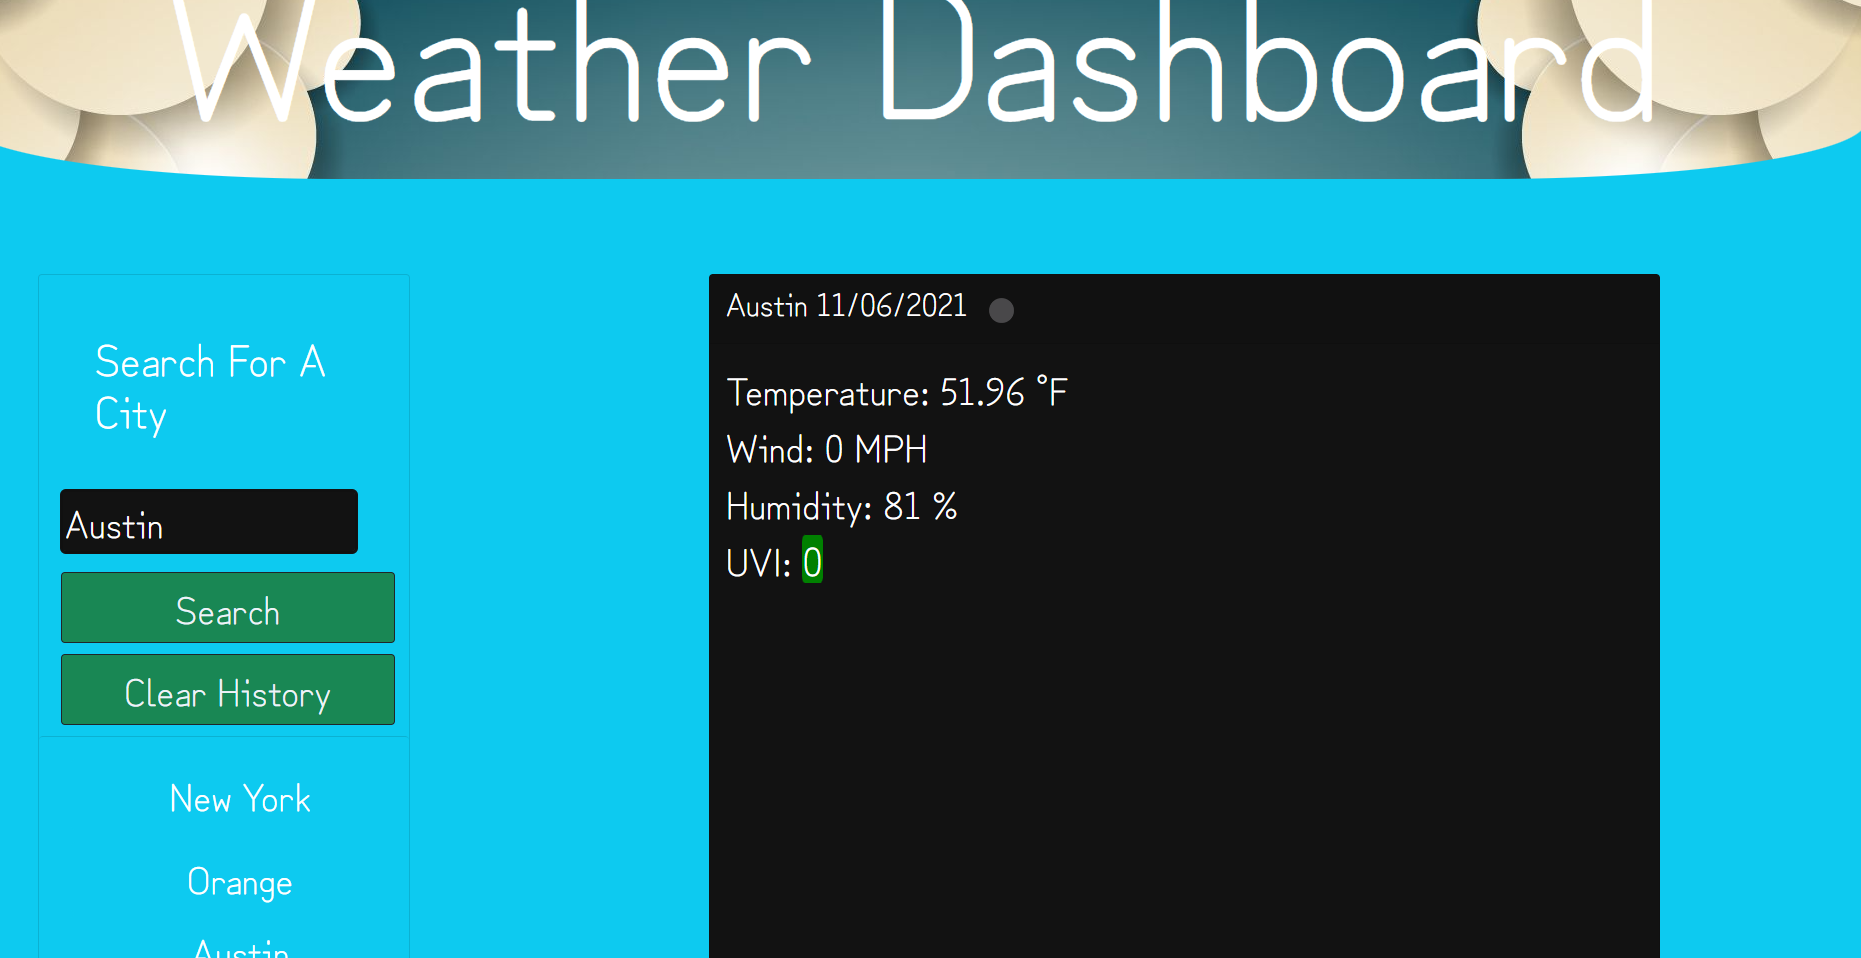 Weather Dashboard
Search For A
City
Austin
Search
Clear History
New York
Orange
Austin
Austin 11/06/2021
Temperature: 51.96 °F
Wind: 0 MPH
Humidity: 81 %
UVI: 0